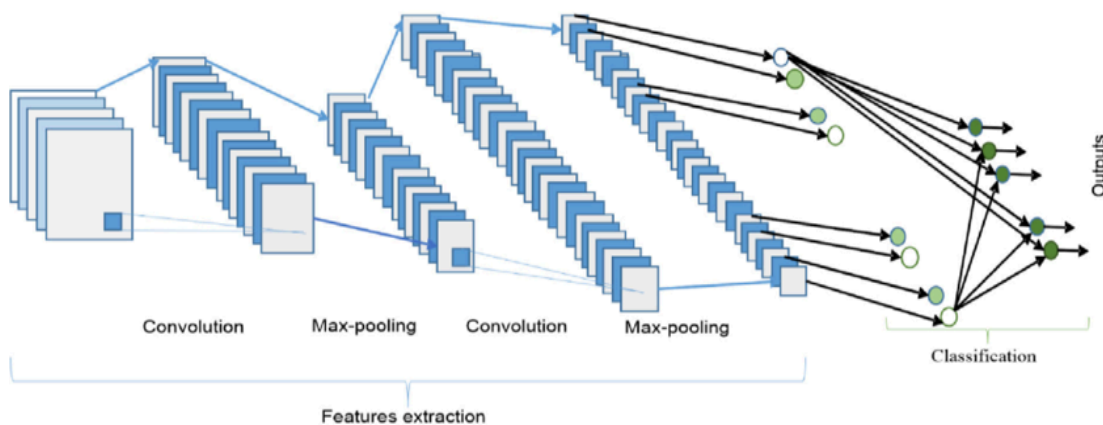 Convolution
Max-pooling
Convolution
Max-pooling
Outputs
Classification
Features extraction